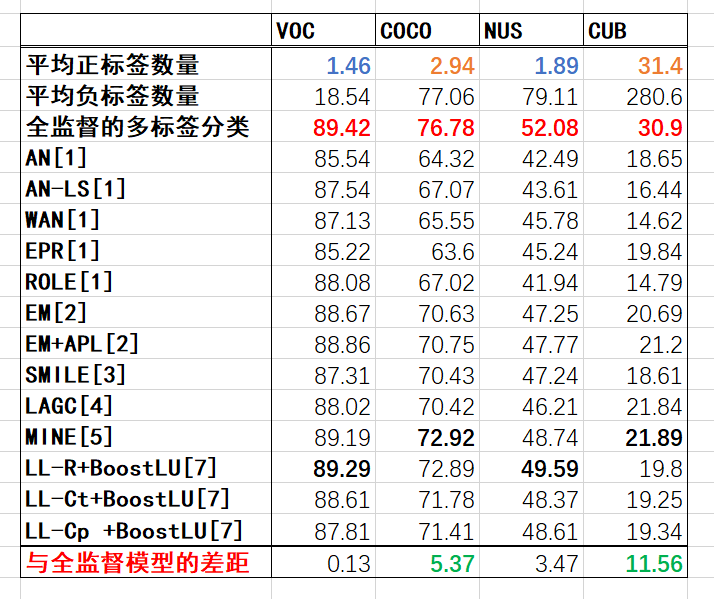 VOC COCO NUS CUB
平均正标签数量 1.46 2.94 1.89 31.4
平均负标签数量 18.54 77.06 79.11 280.6
全监督的多标签分类 89.42 76.78 52.08 30.9
AN[1] 85.54 64.32 42.49 18.65
AN-LS[1] 87.54 67.07 43.61 16.44
WAN[1] 87.13 65.55 45.78 14.62
EPR[1] 85.22 63.6 45.24 19.84
ROLE[1] 88.08 67.02 41.94 14.79
EM[2] 88.67 70.63 47.25 20.69
EM+APL[2] 88.86 70.75 47.77 21.2
SMILE[3] 87.31 70.43 47.24 18.61
LAGC[4] 88.02 70.42 46.21 21.84
MINE[5] 89.19 72.92 48.74 21.89
LL-R+BoostLU[7] 89.29 72.89 49.59 19.8
LL-Ct+BoostLU[7] 88.61 71.78 48.37 19.25
LL-Cp +BoostLU[7] 87.81 71.41 48.61 19.34
与全监督模型的差距 0.13 5.37 3.47 11.56